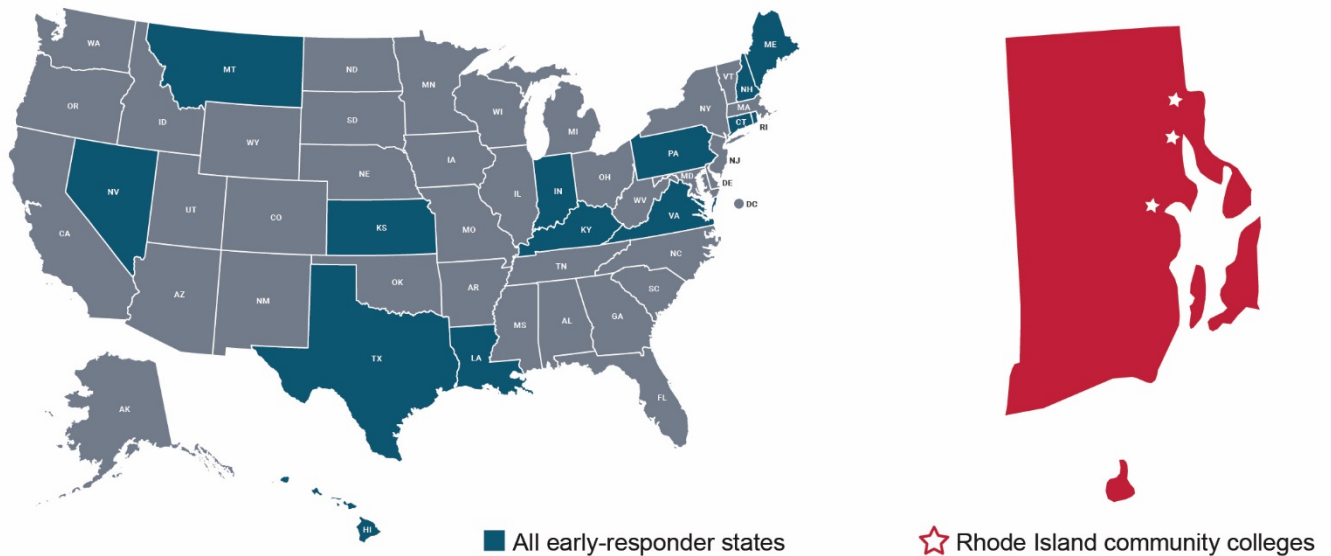 WA
MT
ND
MN
ME
VT
NH
OR
ID
WY
SD
WI
MI
NY
MA
CT
RI
NV
UT
CO
NE
IA
IL
IN
OH
PA
NJ
MD
DE
DC
WV
VA
CA
KS
MO
KY
AZ
NM
OK
AR
TN
NC
SC
TX
LA
MS
AL
GA
FL
AK
HI
All early-responder states
Rhode Island community colleges